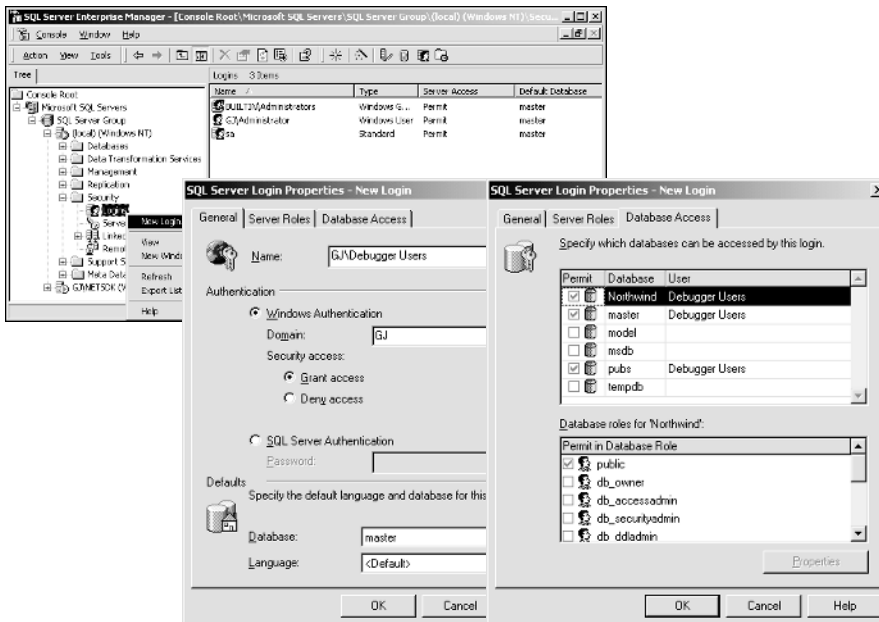 SQL Server Enterprise Manager - [Console Root\Microsoft SQL Servers\SQL Server Group\(local) (Windows NT)\Secu...
Console Window Help
Action View Tools
Tree
Logins 3 Items
Name Type Server Access Default Database
BUILTIN\Administrators Windows G... Permit master
GJ\Administrator Windows User Permit master
sa Standard Permit master
Console Root
Microsoft SQL Servers
SQL Server Group
(local) (Windows NT)
Databases
Data Transformation Services
Management
Replication
Security
Logins
Serve
Linked
Remo
Support S
Meta Data
GJ\NETSDK (W
New Login
View
New Windo
Refresh
Export List
Help
SQL Server Login Properties - New Login
General Server Roles Database Access
Name: GJ\Debugger Users
Authentication
Windows Authentication
Domain: GJ
Security access:
Grant access
Deny access
SQL Server Authentication
Password:
Defaults
Specify the default language and database for this
Database: master
Language: <Default>
OK Cancel
SQL Server Login Properties - New Login
General Server Roles Database Access
Specify which databases can be accessed by this login.
Permit Database User
Northwind Debugger Users
master Debugger Users
model
msdb
pubs Debugger Users
tempdb
Database roles for 'Northwind':
Permit in Database Role
public
db_owner
db_accessadmin
db_securityadmin
db_ddladmin
Properties
OK Cancel Help